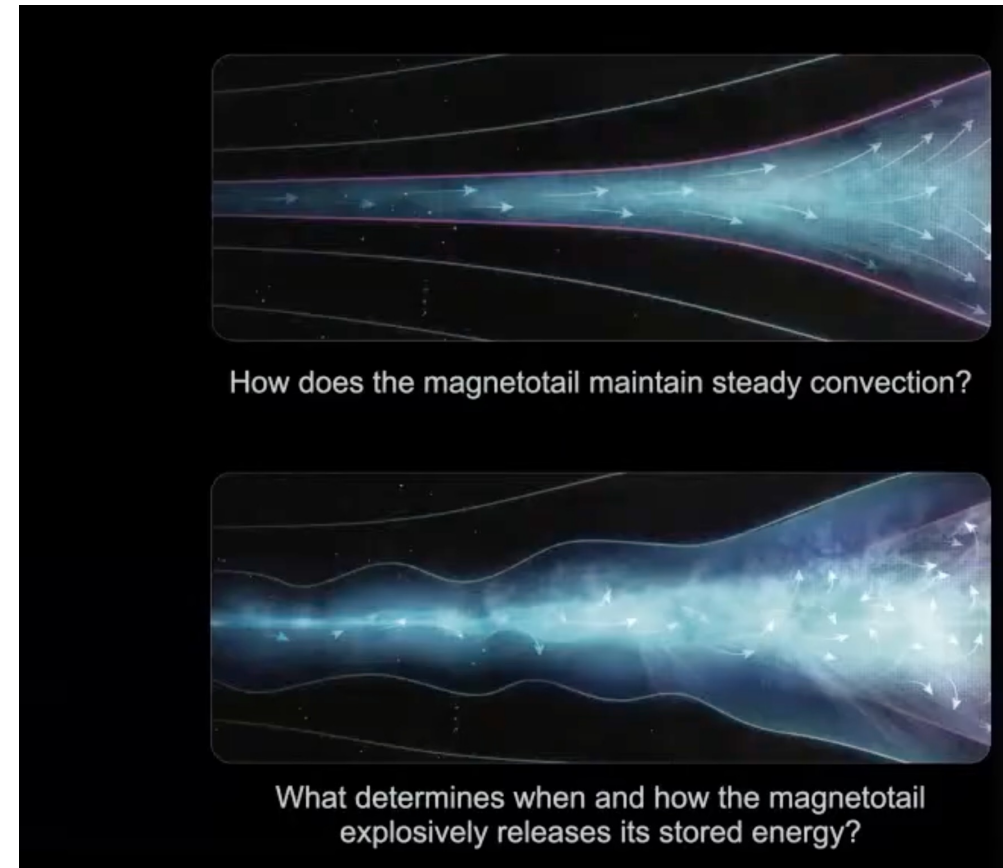 How does the magnetotail maintain steady convection?
What determines when and how the magnetotail
explosively releases its stored energy?